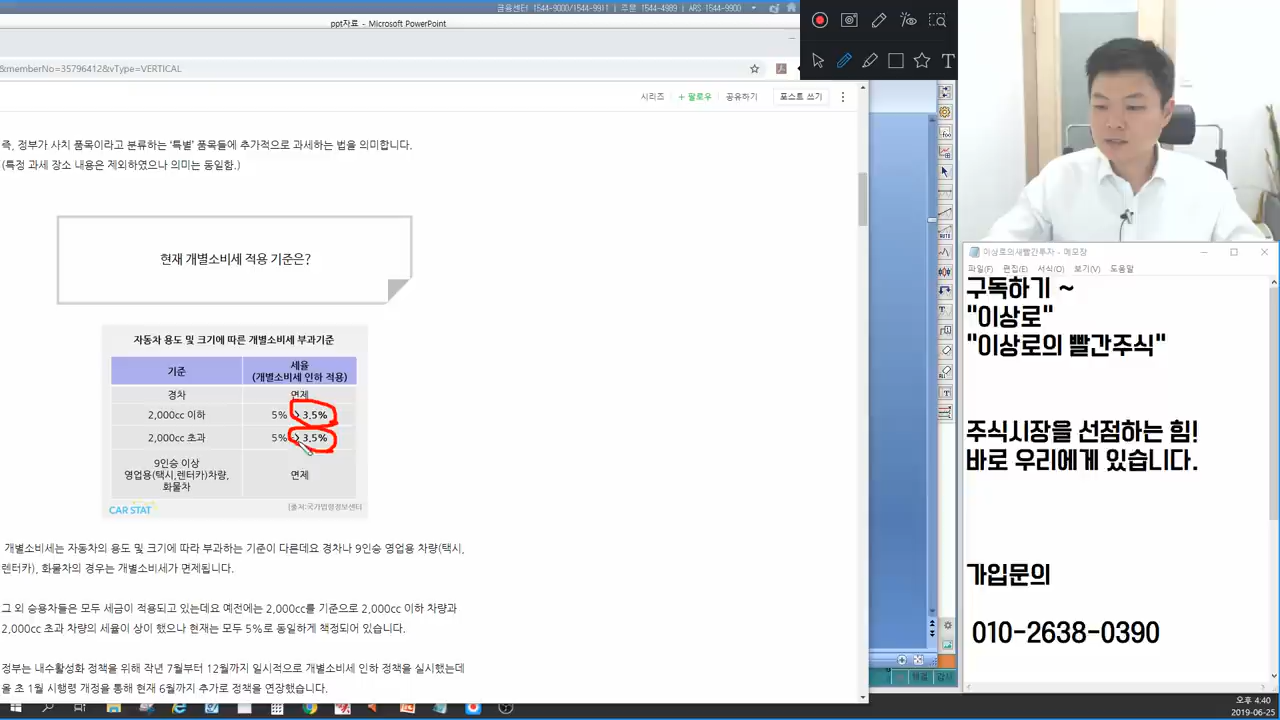 금융센터 1544-9000/1544-9911 | 주문 1544-4989 | ARS 1544-9900
ppt자료 - Microsoft PowerPoint
&memberNo=35796412&vType=VERTICAL
시리즈 + 팔로우 공유하기 포스트 쓰기
즉, 정부가 사치 품목이라고 분류하는 '특별' 품목들에 추가적으로 과세하는 법을 의미합니다.
(특정 과세 장소 내용은 제외하였으나 의미는 동일함)
현재 개별소비세 적용 기준은?
자동차 용도 및 크기에 따른 개별소비세 부과기준
기준 세율
(개별소비세 인하 적용)
경차 면제
2,000cc 이하 5% > 3.5%
2,000cc 초과 5% > 3.5%
9인승 이상
영업용(택시,렌터카)차량, 면제
화물차
CAR STAT [출처:국가법령정보센터
개별소비세는 자동차의 용도 및 크기에 따라 부과하는 기준이 다른데요 경차나 9인승 영업용 차량(택시,
렌터카), 화물차의 경우는 개별소비세가 면제됩니다.
그 외 승용차들은 모두 세금이 적용되고 있는데요 예전에는 2,000cc를 기준으로 2,000cc 이하 차량과
2,000cc 초과 차량의 세율이 상이 했으나 현재는 모두 5%로 동일하게 책정되어 있습니다.
정부는 내수활성화 정책을 위해 작년 한시적으로 개별소비세 인하 정책을 실시했는데
올 초 1월 시행령 개정을 통해 현재 연장했습니다.
이상로의새빨간투자 - 메모장
파일(F) 편집(E) 서식(O) 보기(V) 도움말
구독하기 ~
"이상로"
"이상로의 빨간주식"
주식시장을 선점하는 힘!
바로 우리에게 있습니다.
가입문의
010-2638-0390
오후 4:40
2019-06-25